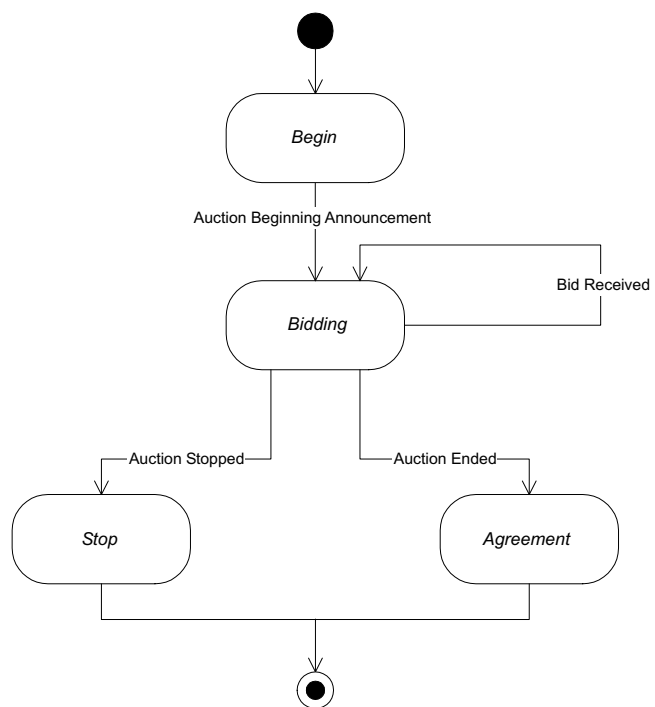 Begin
Auction Beginning Announcement
Bid Received
Bidding
Auction Stopped
Auction Ended
Stop
Agreement